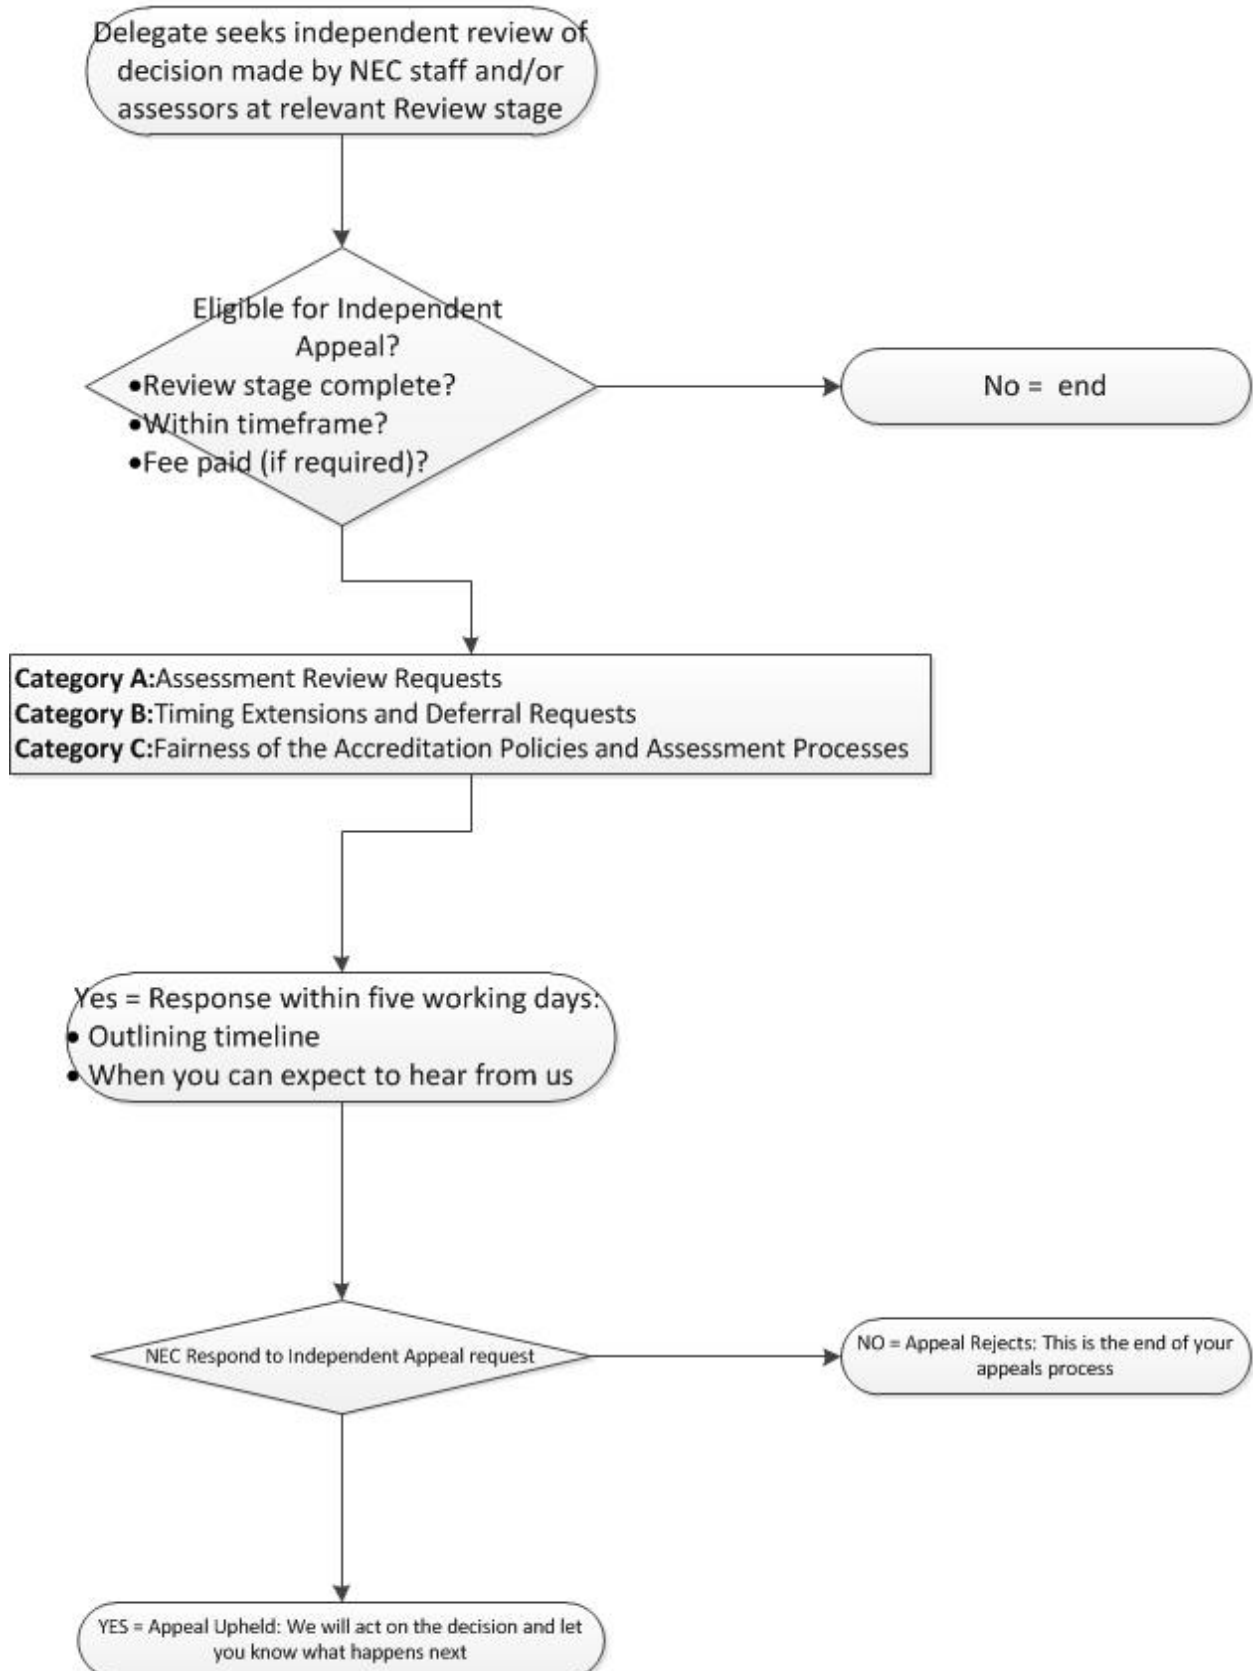 Delegate seeks independent review of
decision made by NEC staff and/or
assessors at relevant Review stage
Eligible for Independent
Appeal?
•Review stage complete?
•Within timeframe?
•Fee paid (if required)?
No = end
Category A:Assessment Review Requests
Category B:Timing Extensions and Deferral Requests
Category C:Fairness of the Accreditation Policies and Assessment Processes
Yes = Response within five working days:
• Outlining timeline
• When you can expect to hear from us
NEC Respond to Independent Appeal request
NO = Appeal Rejects: This is the end of your
appeals process
YES = Appeal Upheld: We will act on the decision and let
you know what happens next